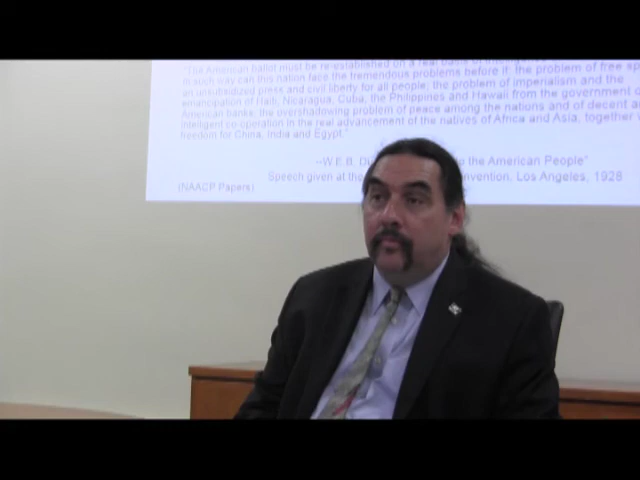 "The American ballot must be re-established on a real basis of
in such way can this nation face the tremendous problems before it: the problem of free
an unsubsidized press and civil liberty for all people; the problem of imperialism and the
emancipation of Haiti, Nicaragua, Cuba, the Philippines and Hawaii from the government
American banks; the overshadowing problem of peace among the nations and of decent
intelligent co-operation in the real advancement of the natives of Africa and Asia, together
freedom for China, India and Egypt."
--W.E.B. to the American People"
Speech given at the Los Angeles, 1928
(NAACP Papers)